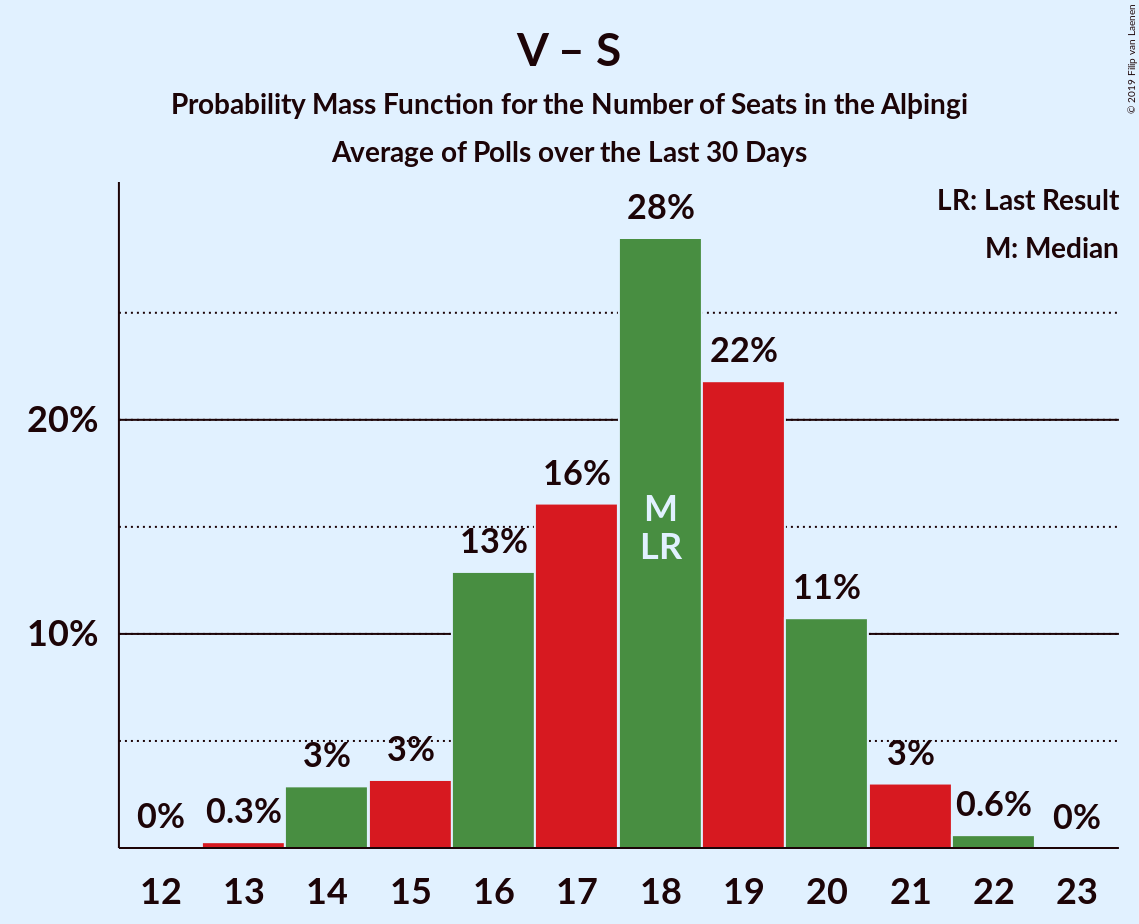 V – S
Probability Mass Function for the Number of Seats in the Alþingi
Average of Polls over the Last 30 Days
© 2019 Filip van Laenen
LR: Last Result
M: Median
20%
10%
0%
0.3%
3%
3%
13%
16%
28%
22%
11%
3%
0.6%
0%
M
LR
12 13 14 15 16 17 18 19 20 21 22 23